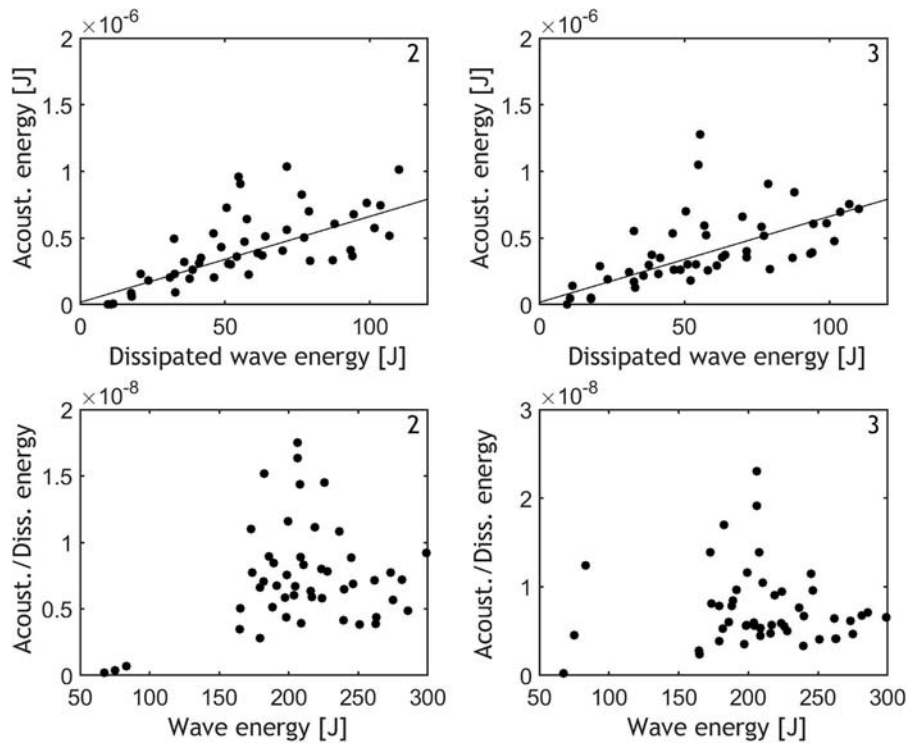 ×10⁻⁶
2
1.5
1
0.5
0
Acoust. energy [J]
2
0 50 100
Dissipated wave energy [J]
×10⁻⁶
2
1.5
1
0.5
0
Acoust. energy [J]
3
0 50 100
Dissipated wave energy [J]
×10⁻⁸
2
1.5
1
0.5
0
Acoust./Diss. energy
2
50 100 150 200 250 300
Wave energy [J]
×10⁻⁸
3
2
1
0
Acoust./Diss. energy
3
50 100 150 200 250 300
Wave energy [J]